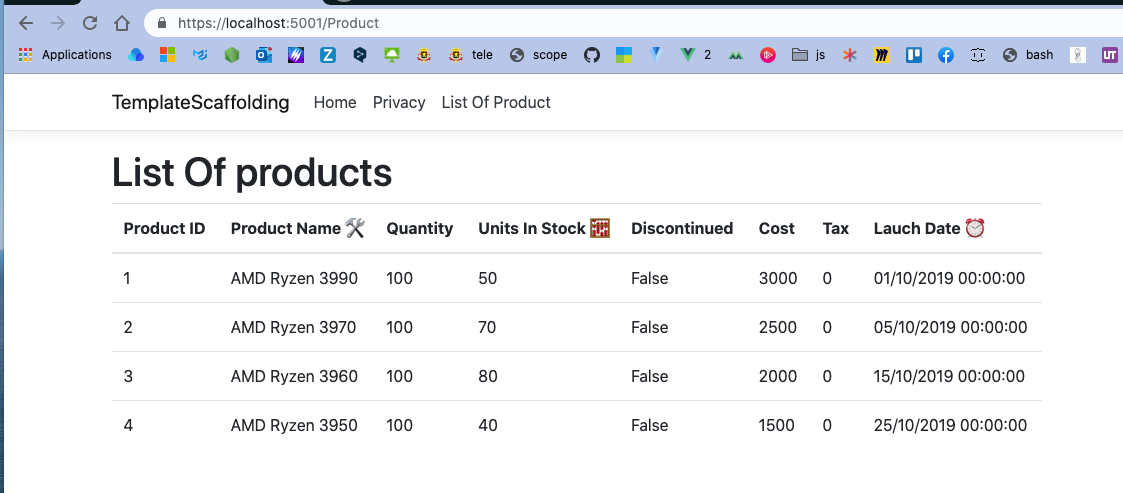 https://localhost:5001/Product
Applications tele scope 2 js bash UT
TemplateScaffolding Home Privacy List Of Product
List Of products
Product ID Product Name 🛠 Quantity Units In Stock 🧮 Discontinued Cost Tax Lauch Date ⏰
1 AMD Ryzen 3990 100 50 False 3000 0 01/10/2019 00:00:00
2 AMD Ryzen 3970 100 70 False 2500 0 05/10/2019 00:00:00
3 AMD Ryzen 3960 100 80 False 2000 0 15/10/2019 00:00:00
4 AMD Ryzen 3950 100 40 False 1500 0 25/10/2019 00:00:00